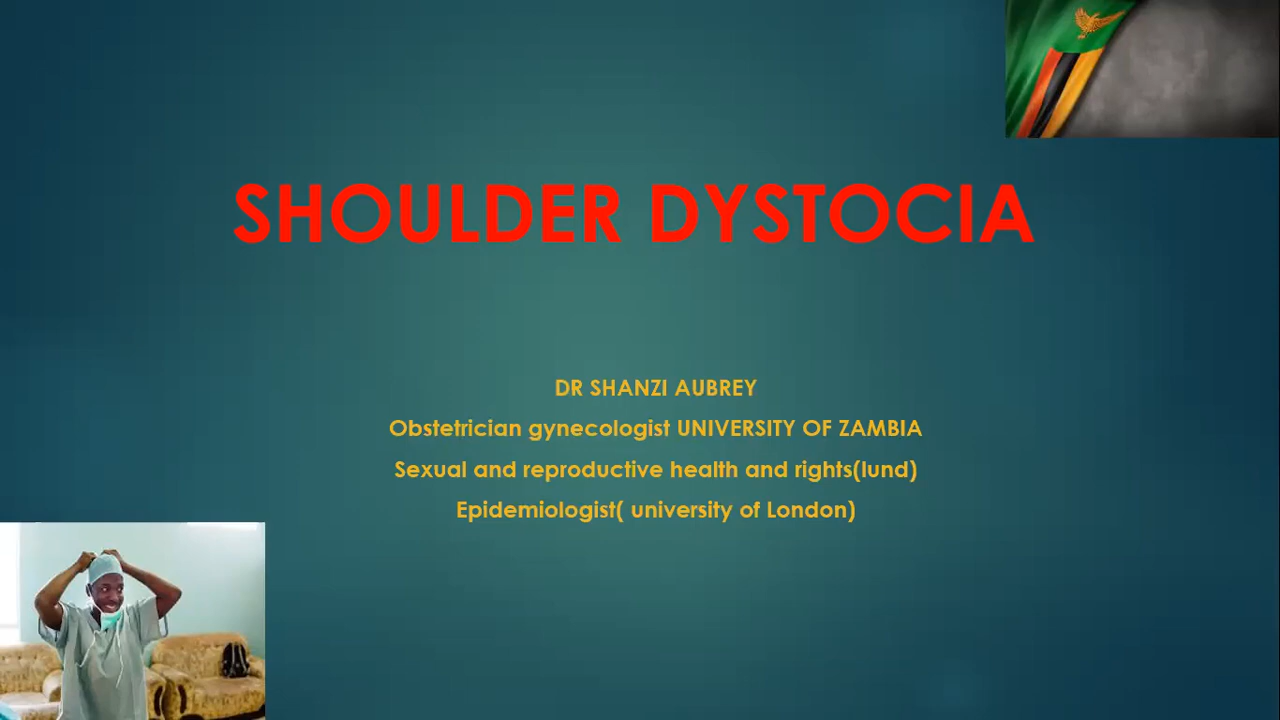 SHOULDER DYSTOCIA
DR SHANZI AUBREY
Obstetrician gynecologist UNIVERSITY OF ZAMBIA
Sexual and reproductive health and rights(lund)
Epidemiologist( university of London)